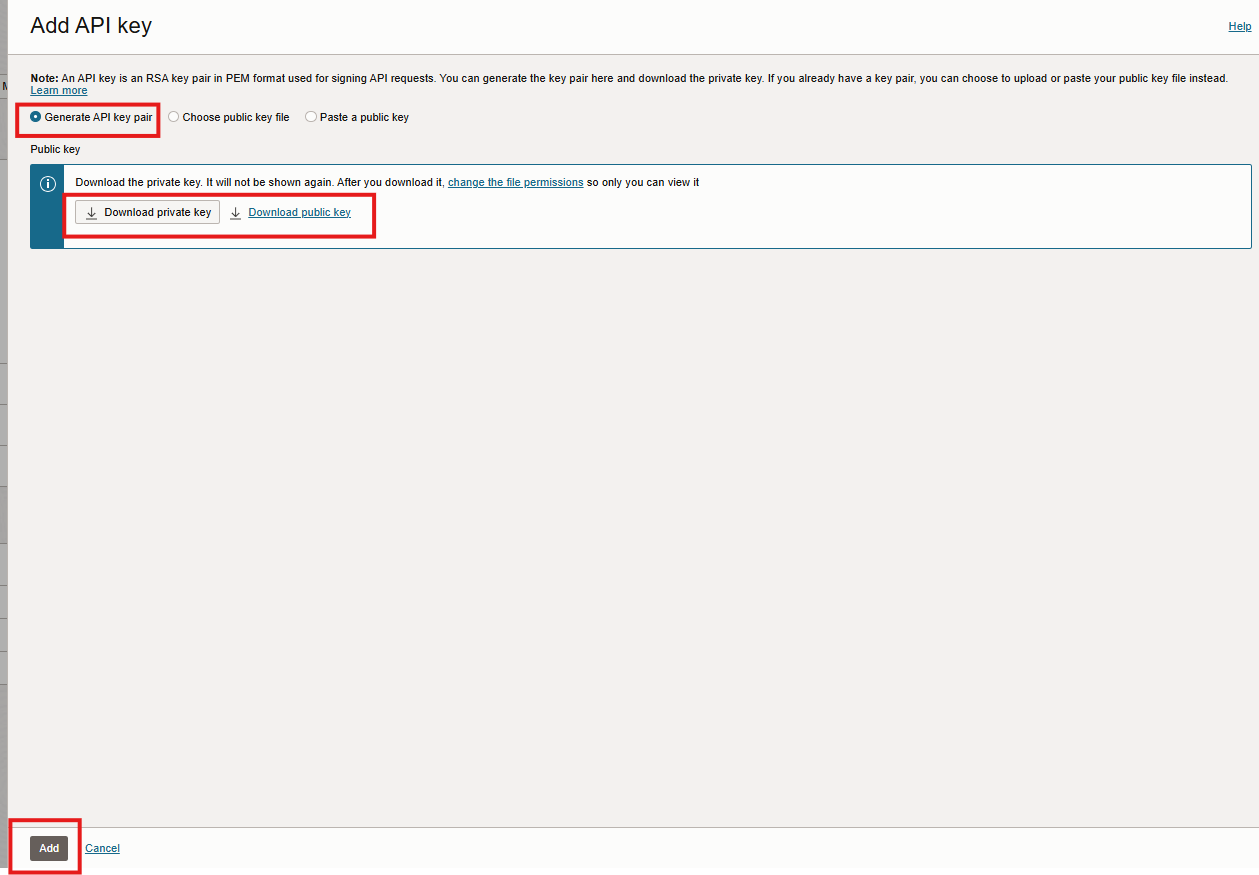 Add API key
Help
Note: An API key is an RSA key pair in PEM format used for signing API requests. You can generate the key pair here and download the private key. If you already have a key pair, you can choose to upload or paste your public key file instead.
Learn more
Generate API key pair Choose public key file Paste a public key
Public key
Download the private key. It will not be shown again. After you download it, change the file permissions so only you can view it
Download private key Download public key
Add Cancel